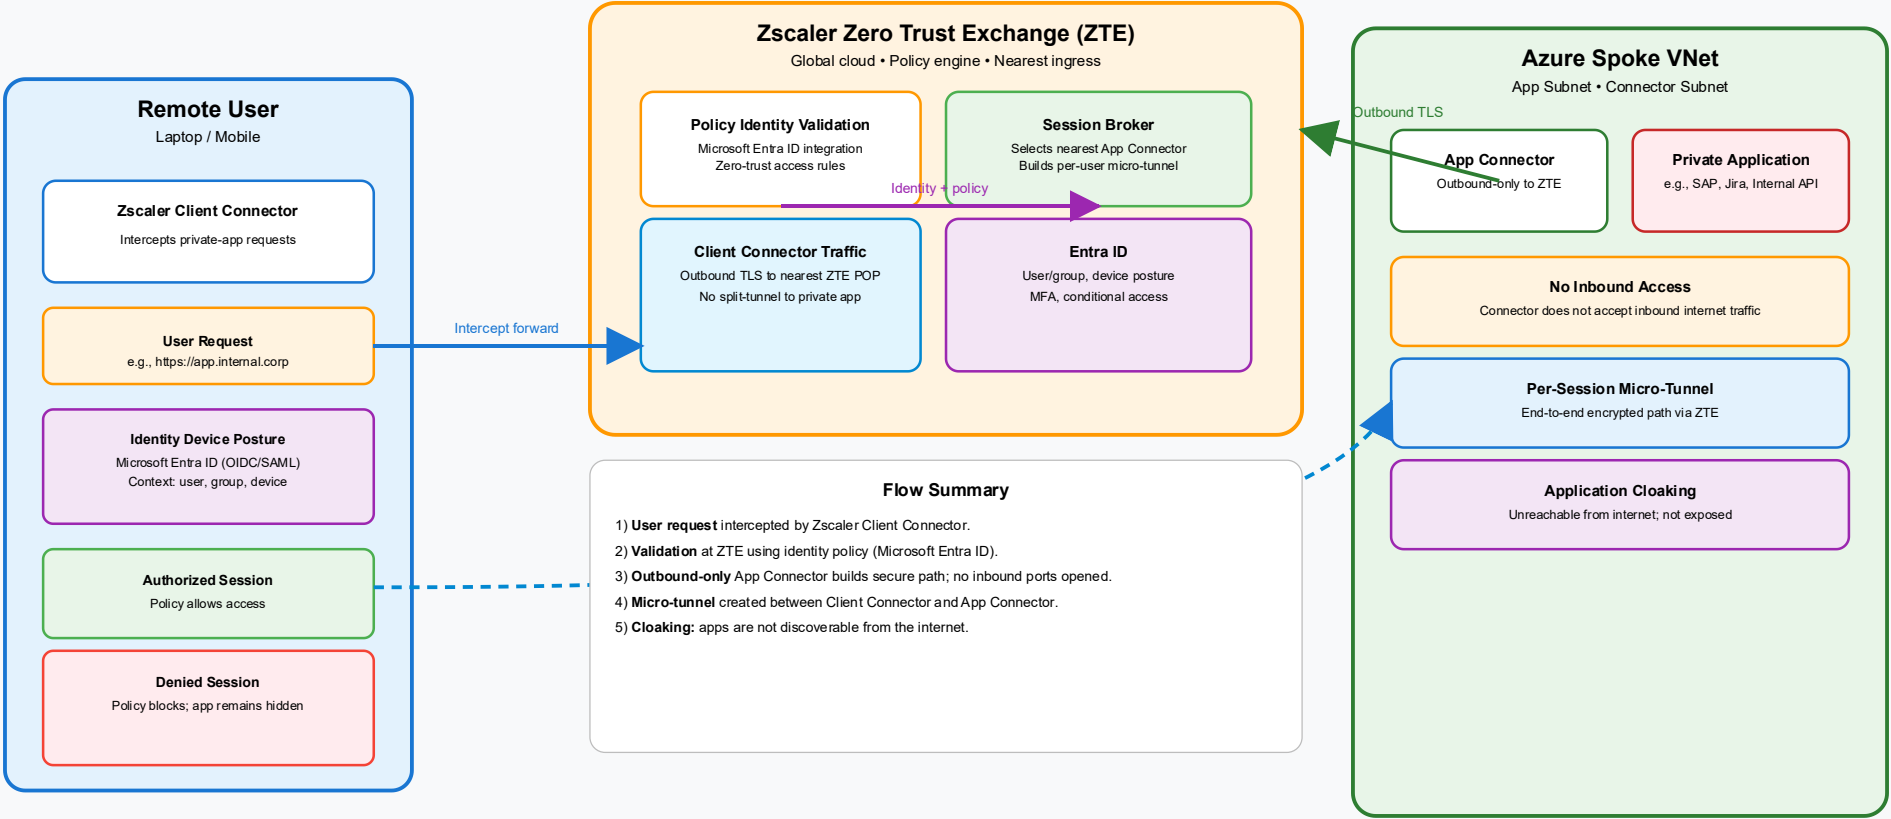 Remote User
Laptop / Mobile
Zscaler Client Connector
Intercepts private-app requests
User Request
e.g., https://app.internal.corp
Identity Device Posture
Microsoft Entra ID (OIDC/SAML)
Context: user, group, device
Authorized Session
Policy allows access
Denied Session
Policy blocks; app remains hidden
Intercept forward
Zscaler Zero Trust Exchange (ZTE)
Global cloud • Policy engine • Nearest ingress
Policy Identity Validation
Microsoft Entra ID integration
Zero-trust access rules
Session Broker
Selects nearest App Connector
Builds per-user micro-tunnel
Identity + policy
Client Connector Traffic
Outbound TLS to nearest ZTE POP
No split-tunnel to private app
Entra ID
User/group, device posture
MFA, conditional access
Flow Summary
1) User request intercepted by Zscaler Client Connector.
2) Validation at ZTE using identity policy (Microsoft Entra ID).
3) Outbound-only App Connector builds secure path; no inbound ports opened.
4) Micro-tunnel created between Client Connector and App Connector.
5) Cloaking: apps are not discoverable from the internet.
Azure Spoke VNet
App Subnet • Connector Subnet
Outbound TLS
App Connector
Outbound-only to ZTE
Private Application
e.g., SAP, Jira, Internal API
No Inbound Access
Connector does not accept inbound internet traffic
Per-Session Micro-Tunnel
End-to-end encrypted path via ZTE
Application Cloaking
Unreachable from internet; not exposed